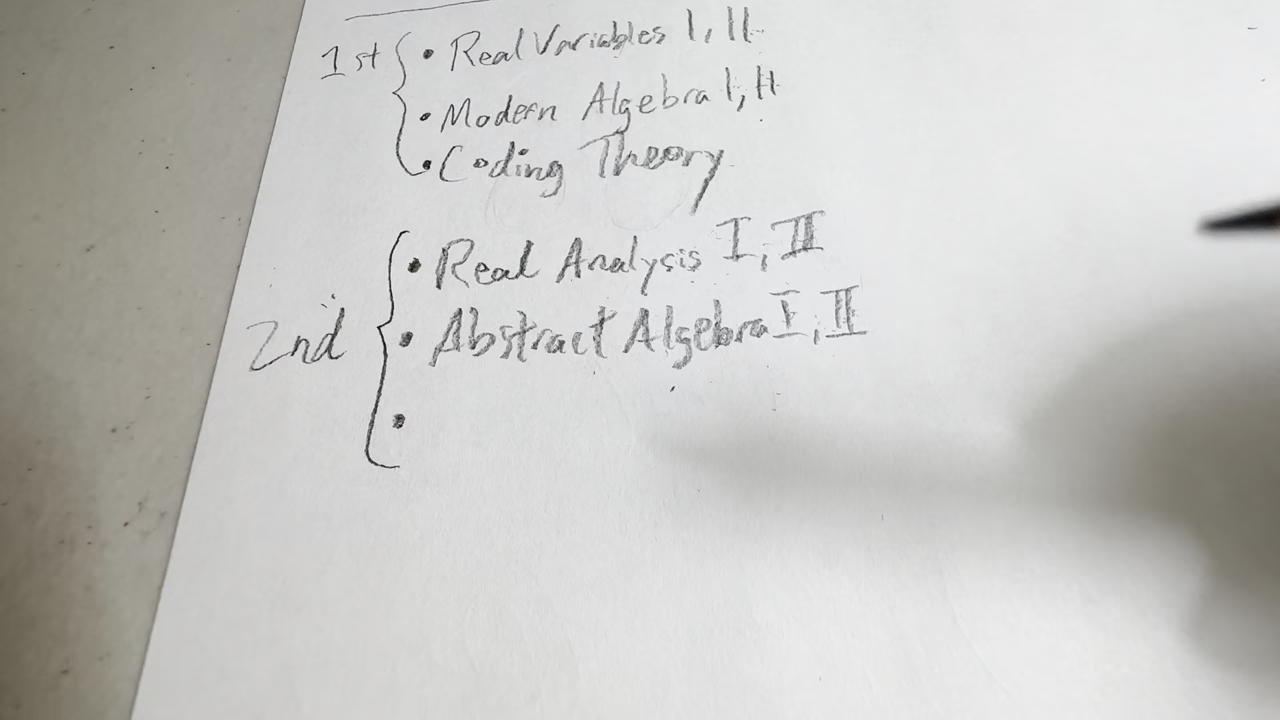 1st • Real Variables I, II
• Modern Algebra I, II
• Coding Theory
• Real Analysis I, II
2nd • Abstract Algebra I, II
•